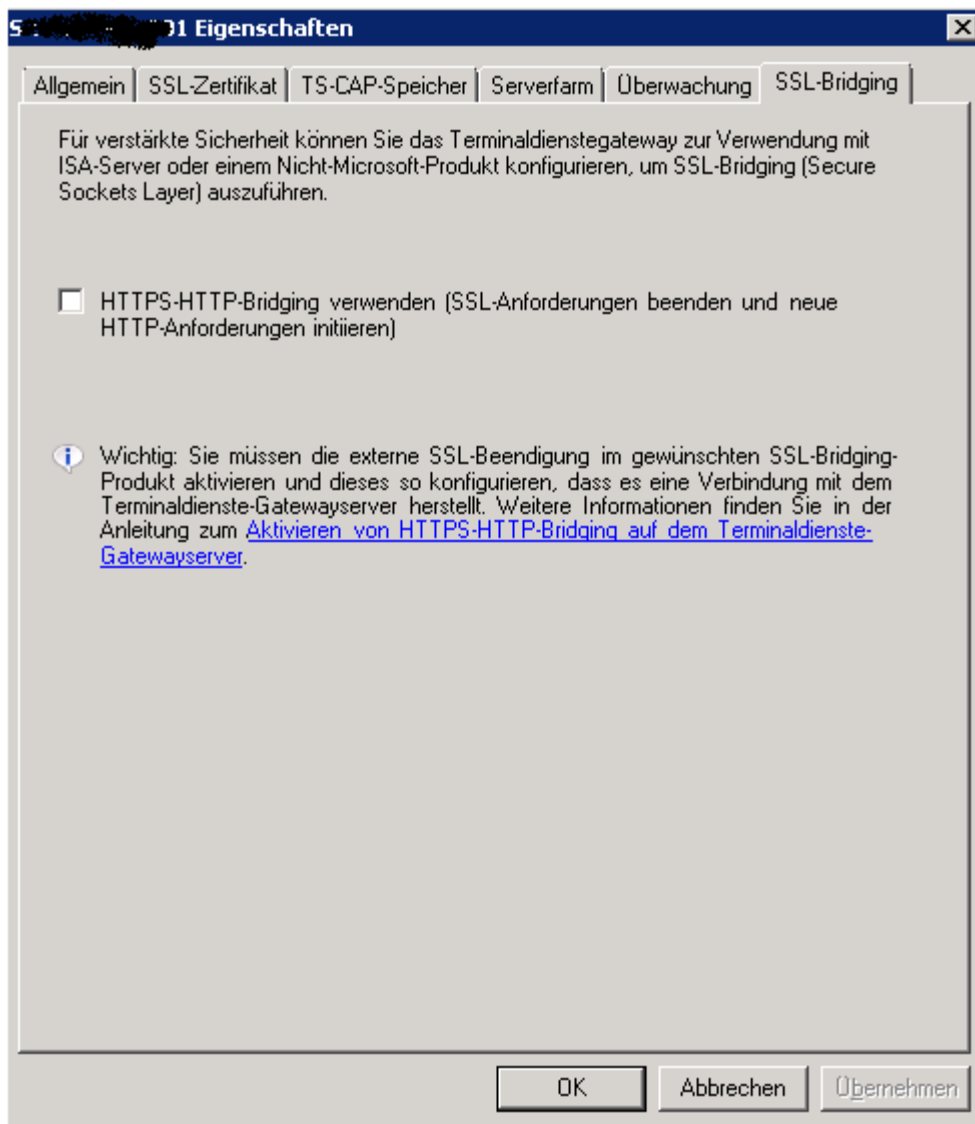 Eigenschaften
Allgemein SSL-Zertifikat TS-CAP-Speicher Serverfarm Überwachung SSL-Bridging
Für verstärkte Sicherheit können Sie das Terminaldienstegateway zur Verwendung mit
ISA-Server oder einem Nicht-Microsoft-Produkt konfigurieren, um SSL-Bridging (Secure
Sockets Layer) auszuführen.
HTTPS-HTTP-Bridging verwenden (SSL-Anforderungen beenden und neue
HTTP-Anforderungen initiieren)
Wichtig: Sie müssen die externe SSL-Beendigung im gewünschten SSL-Bridging-
Produkt aktivieren und dieses so konfigurieren, dass es eine Verbindung mit dem
Terminaldienste-Gatewayserver herstellt. Weitere Informationen finden Sie in der
Anleitung zum Aktivieren von HTTPS-HTTP-Bridging auf dem Terminaldienste-
Gatewayserver.
OK Abbrechen Übernehmen